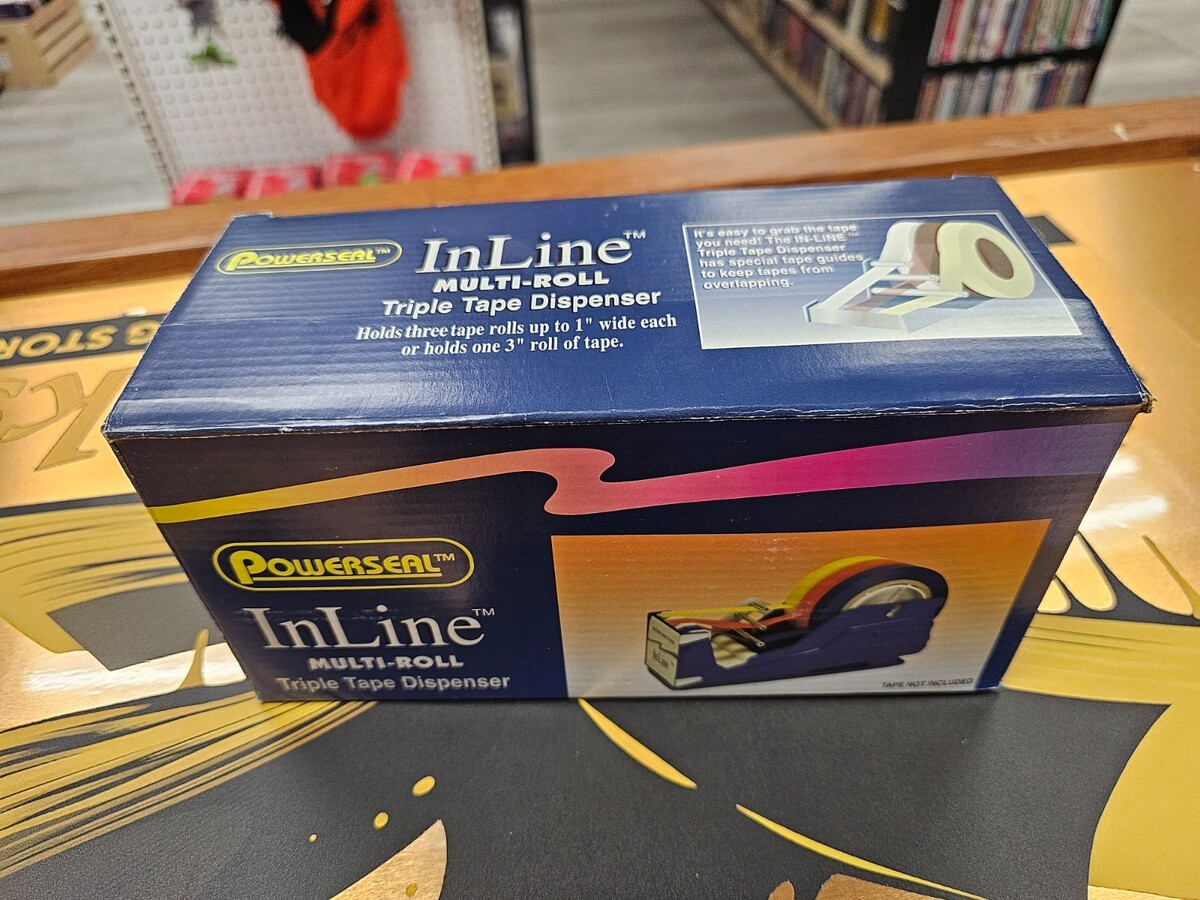 POWERSEAL™
InLine™
MULTI-ROLL
Triple Tape Dispenser
Holds three tape rolls up to 1" wide each
or holds one 3" roll of tape.
It's easy to grab the tape
you need! The IN-LINE
Triple Tape Dispenser
has special tape guides
to keep tapes from
overlapping.
POWERSEAL™
InLine™
MULTI-ROLL
Triple Tape Dispenser
InLine™
TAPE NOT INCLUDED